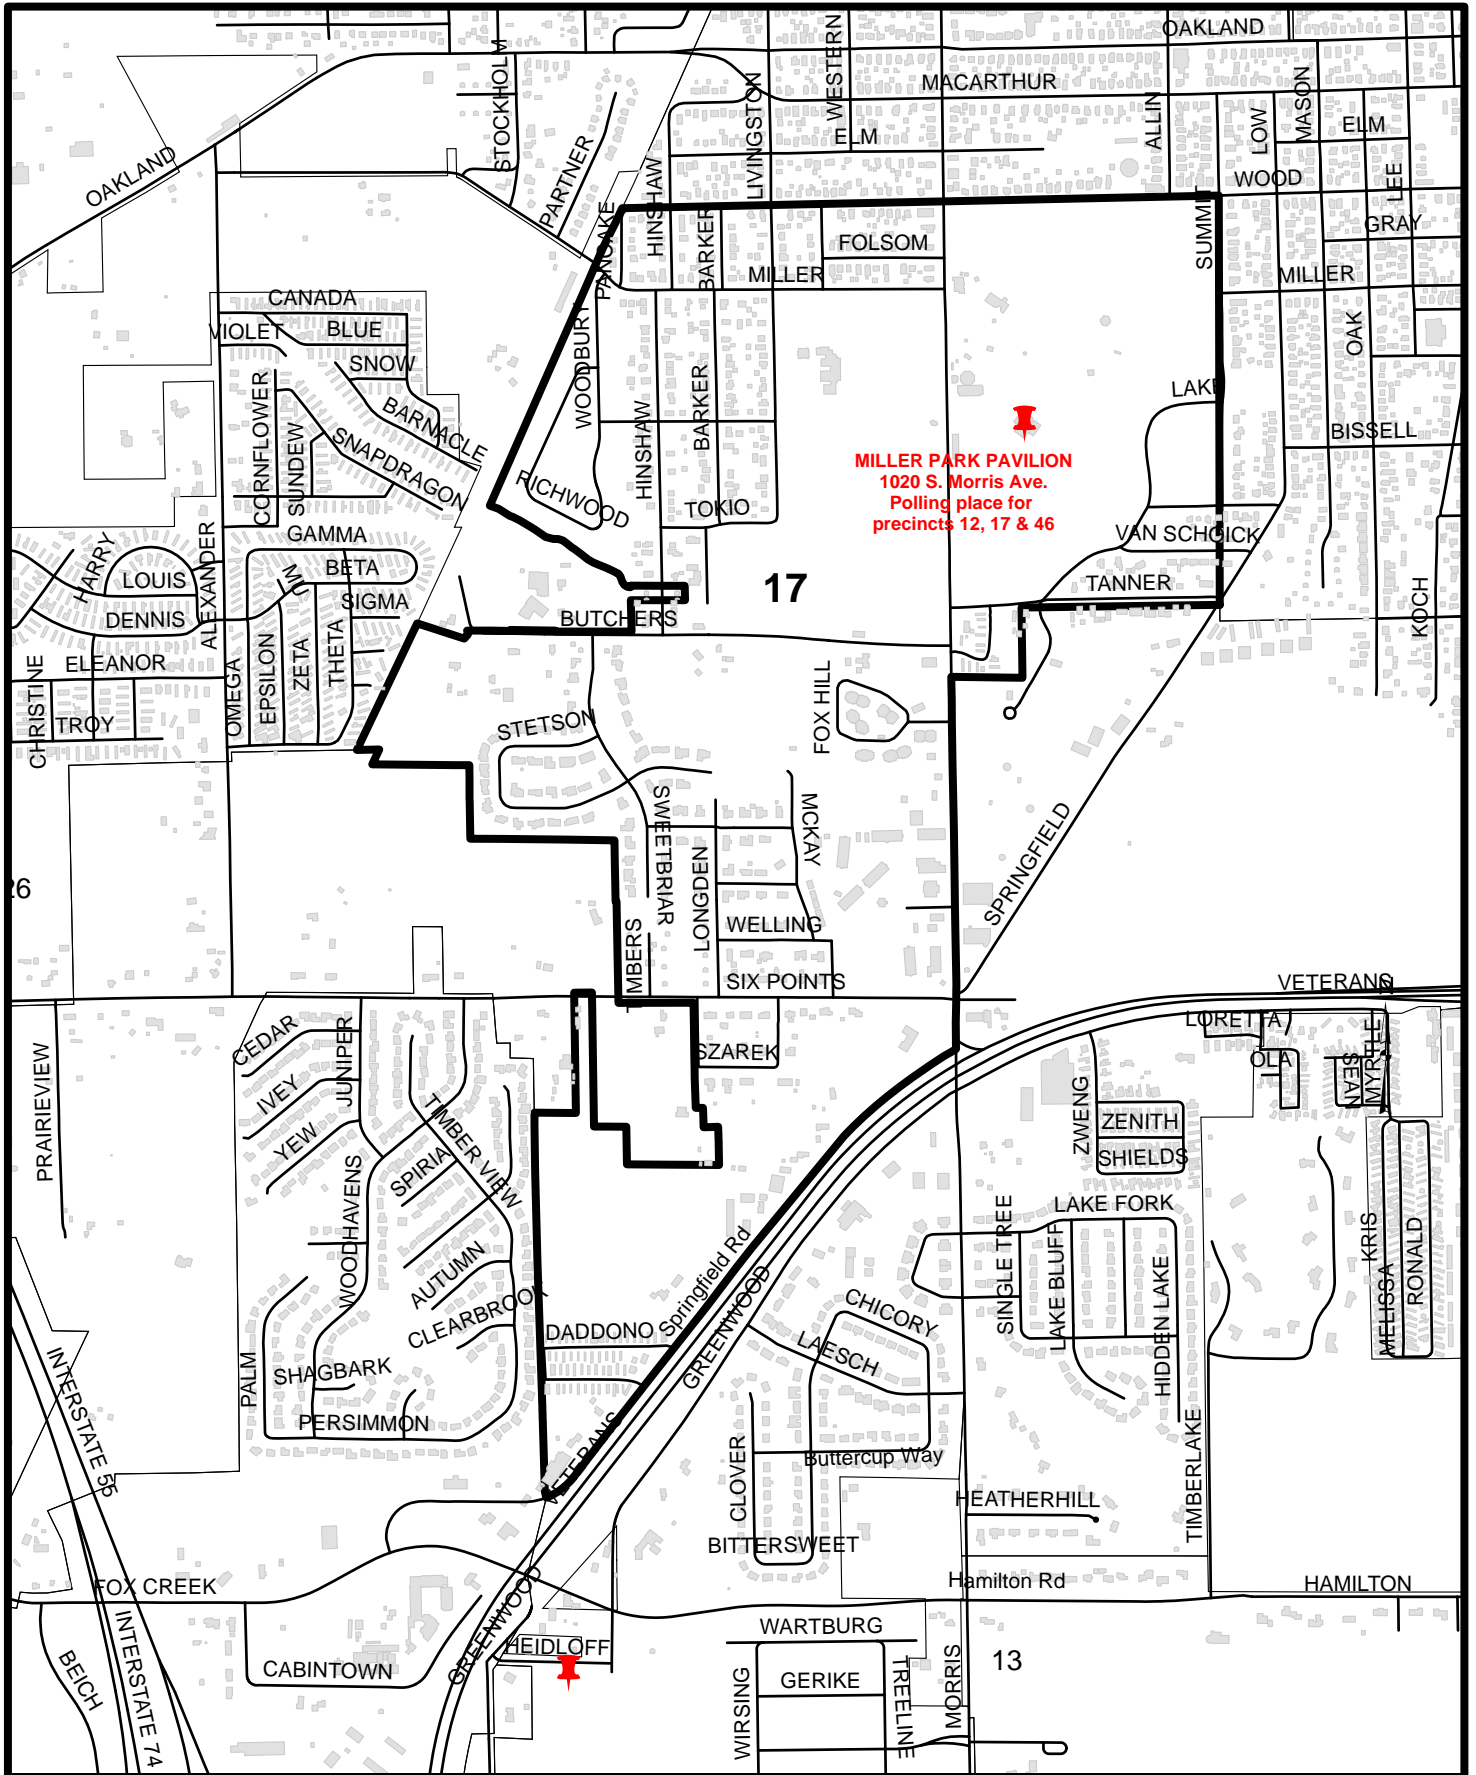 OAKLAND
STOCKHOLM
WESTERN
MACARTHUR
LIVINGSTON
ALLIN
LOW
MASON
ELM
ELM
OAKLAND
PARTNER
HINSHAW
WOOD
LEE
PANCAKE
BARKER
FOLSOM
SUMMIT
GRAY
MILLER
MILLER
CANADA
VIOLET
BLUE
WOODBURY
OAK
SNOW
CORNFLOWER
SUNDEW
BARNACLE
SNAPDRAGON
BARKER
HINSHAW
LAKE
BISSELL
MILLER PARK PAVILION
1020 S. Morris Ave.
Polling place for
precincts 12, 17 & 46
RICHWOOD
TOKIO
ALEXANDER
GAMMA
VAN SCHOICK
HARRY
LOUIS
MU
BETA
TANNER
17
DENNIS
SIGMA
BUTCHERS
KOCH
ELEANOR
CHRISTINE
TROY
OMEGA
EPSILON
ZETA
THETA
STETSON
FOX HILL
SWEETBRIAR
MCKAY
SPRINGFIELD
LONGDEN
26
WELLING
MBERS
SIX POINTS
VETERANS
CEDAR
JUNIPER
LORETTA
SZAREK
OLA
SEAN
MYRTLE
PRAIRIEVIEW
IVEY
TIMBER VIEW
ZWENG
ZENITH
YEW
SPIRIA
SHIELDS
WOODHAVENS
LAKE FORK
SINGLE TREE
LAKE BLUFF
HIDDEN LAKE
KRIS
MELISSA
RONALD
AUTUMN
Springfield Rd
GREENWOOD
CLEARBROOK
DADDONO
CHICORY
LAESCH
INTERSTATE 55
PALM
SHAGBARK
PERSIMMON
VETERANS
CLOVER
Buttercup Way
TIMBERLAKE
HEATHERHILL
BITTERSWEET
FOX CREEK
Hamilton Rd
HAMILTON
INTERSTATE 74
GREENWOOD
WARTBURG
HEIDLOFF
BEICH
CABINTOWN
WIRSING
GERIKE
TREELINE
MORRIS
13